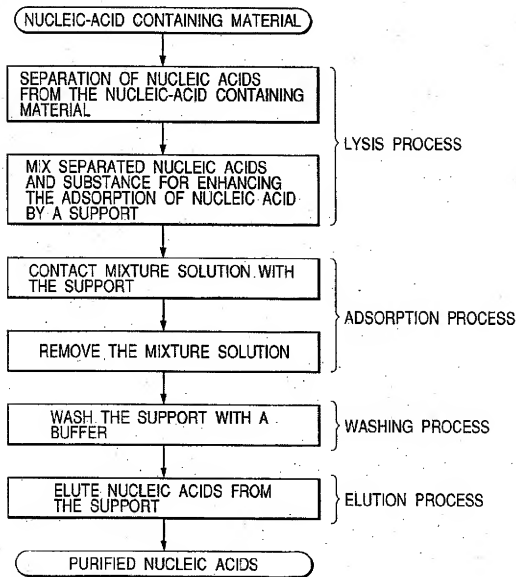 NUCLEIC-ACID CONTAINING MATERIAL
SEPARATION OF NUCLEIC ACIDS
FROM THE NUCLEIC-ACID CONTAINING
MATERIAL
MIX SEPARATED NUCLEIC ACIDS
AND SUBSTANCE FOR ENHANCING
THE ADSORPTION OF NUCLEIC ACID
BY A SUPPORT
LYSIS PROCESS
CONTACT MIXTURE SOLUTION WITH
THE SUPPORT
REMOVE THE MIXTURE SOLUTION
ADSORPTION PROCESS
WASH THE SUPPORT WITH A
BUFFER
WASHING PROCESS
ELUTE NUCLEIC ACIDS FROM
THE SUPPORT
ELUTION PROCESS
PURIFIED NUCLEIC ACIDS